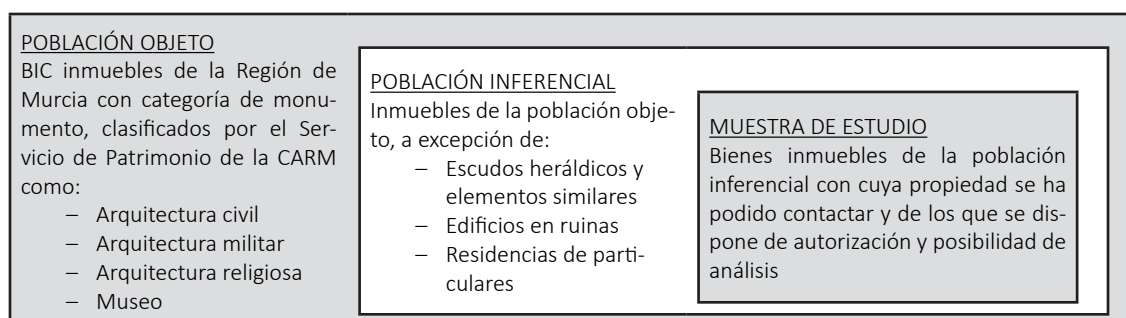 POBLACIÓN OBJETO
BIC inmuebles de la Región de
Murcia con categoría de monu-
mento, clasificados por el Ser-
vicio de Patrimonio de la CARM
como:
– Arquitectura civil
– Arquitectura militar
– Arquitectura religiosa
– Museo
POBLACIÓN INFERENCIAL
Inmuebles de la población obje-
to, a excepción de:
– Escudos heráldicos y
elementos similares
– Edificios en ruinas
– Residencias de parti-
culares
MUESTRA DE ESTUDIO
Bienes inmuebles de la población
inferencial con cuya propiedad se ha
podido contactar y de los que se dis-
pone de autorización y posibilidad de
análisis